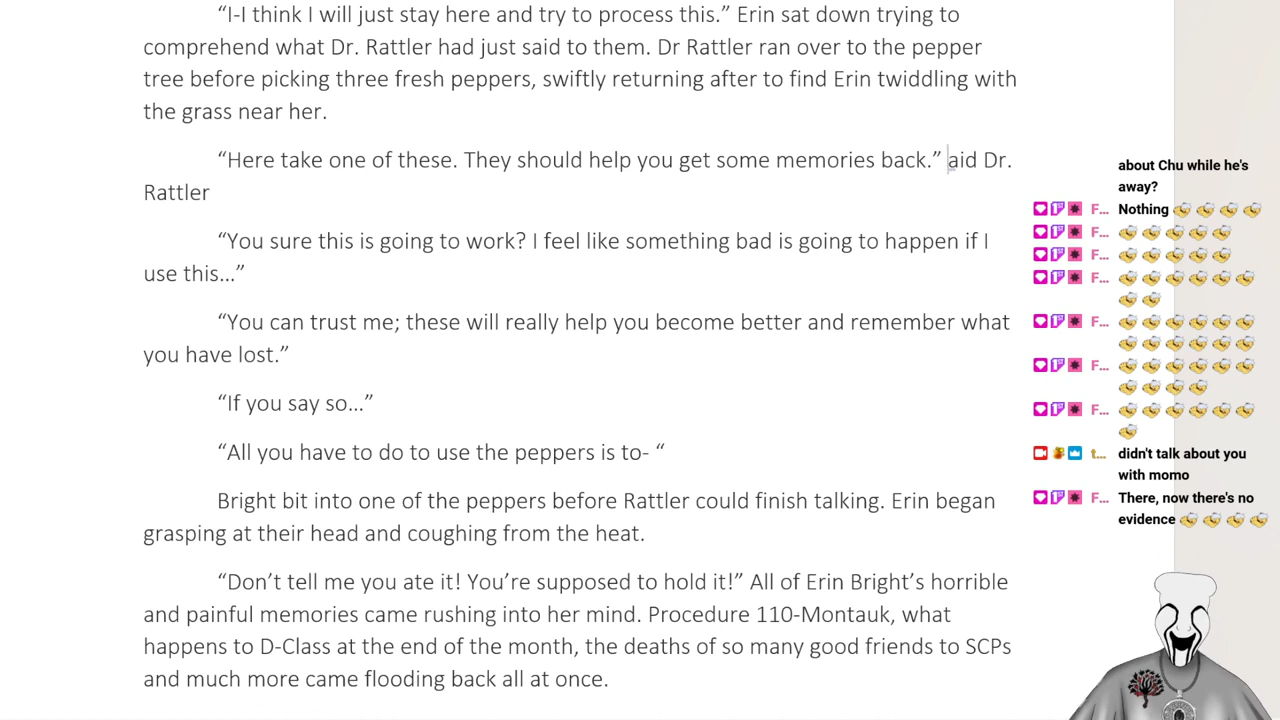 “I-I think I will just stay here and try to process this.” Erin sat down trying to
comprehend what Dr. Rattler had just said to them. Dr Rattler ran over to the pepper
tree before picking three fresh peppers, swiftly returning after to find Erin twiddling with
the grass near her.
“Here take one of these. They should help you get some memories back.” aid Dr.
Rattler
“You sure this is going to work? I feel like something bad is going to happen if I
use this…”
“You can trust me; these will really help you become better and remember what
you have lost.”
“If you say so…”
“All you have to do to use the peppers is to- “
Bright bit into one of the peppers before Rattler could finish talking. Erin began
grasping at their head and coughing from the heat.
“Don’t tell me you ate it! You’re supposed to hold it!” All of Erin Bright’s horrible
and painful memories came rushing into her mind. Procedure 110-Montauk, what
happens to D-Class at the end of the month, the deaths of so many good friends to SCPs
and much more came flooding back all at once.
about Chu while he's
away?
F... Nothing
F...
F...
F...
F...
F...
F...
t... didn't talk about you
with momo
F... There, now there's no
evidence